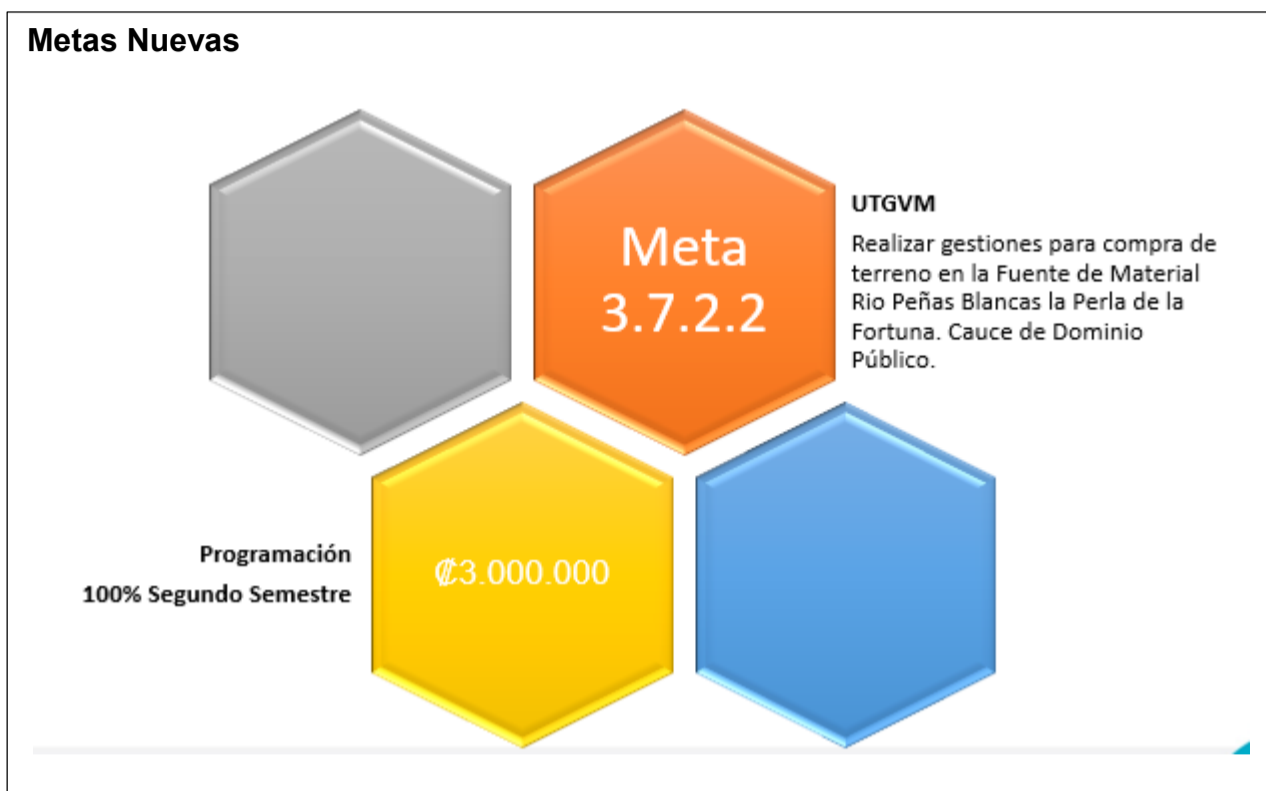 Metas Nuevas
Meta
3.7.2.2
UTGVM
Realizar gestiones para compra de
terreno en la Fuente de Material
Rio Peñas Blancas la Perla de la
Fortuna. Cauce de Dominio
Público.
Programación
100% Segundo Semestre
₡3.000.000